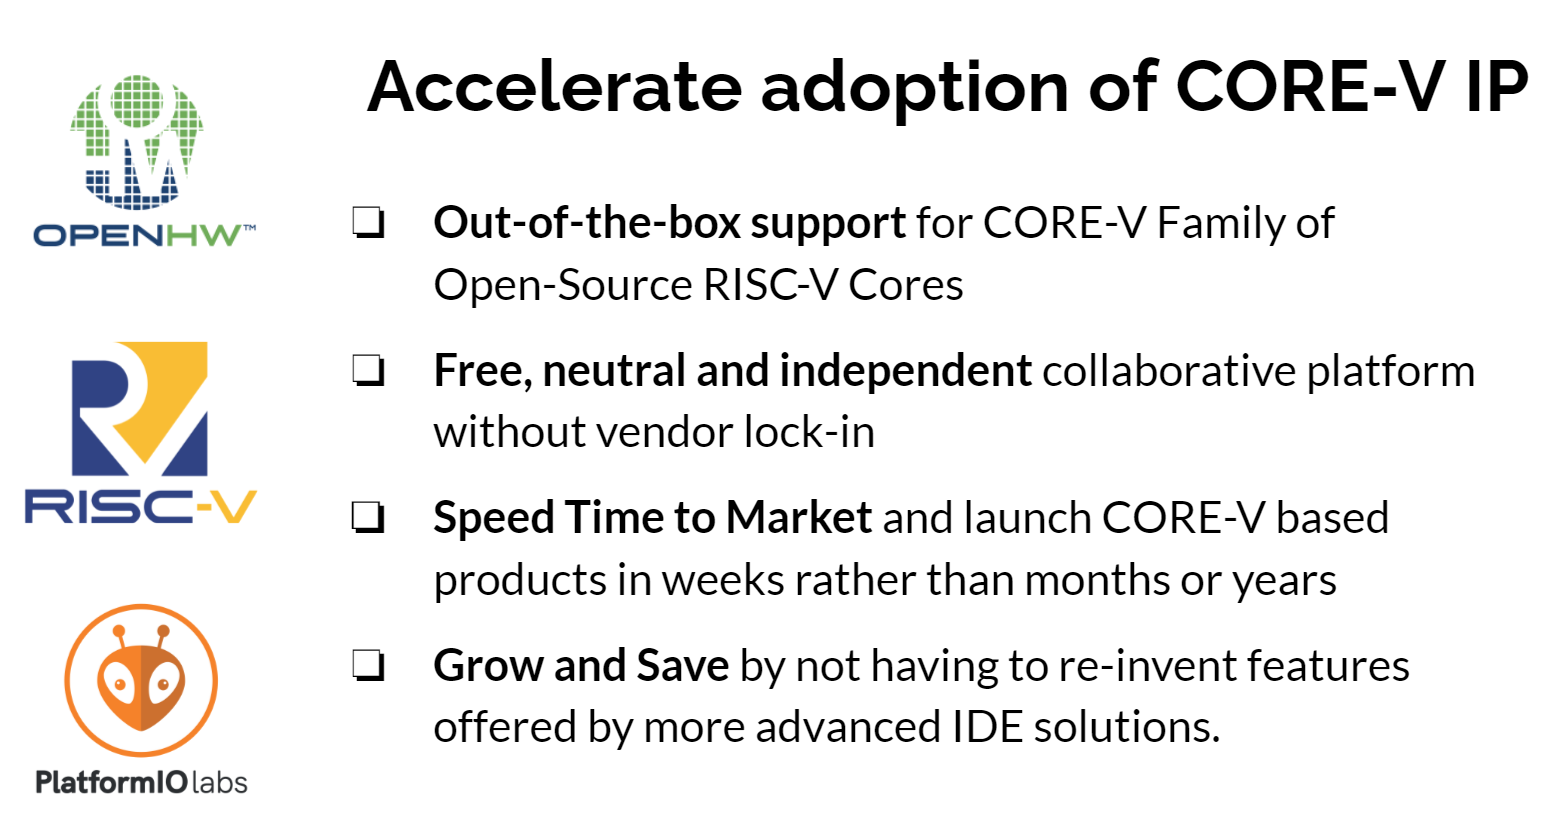 Accelerate adoption of CORE-V IP
OPENHW™
RISC-V
PlatformIO labs
❏ Out-of-the-box support for CORE-V Family of
Open-Source RISC-V Cores
❏ Free, neutral and independent collaborative platform
without vendor lock-in
❏ Speed Time to Market and launch CORE-V based
products in weeks rather than months or years
❏ Grow and Save by not having to re-invent features
offered by more advanced IDE solutions.